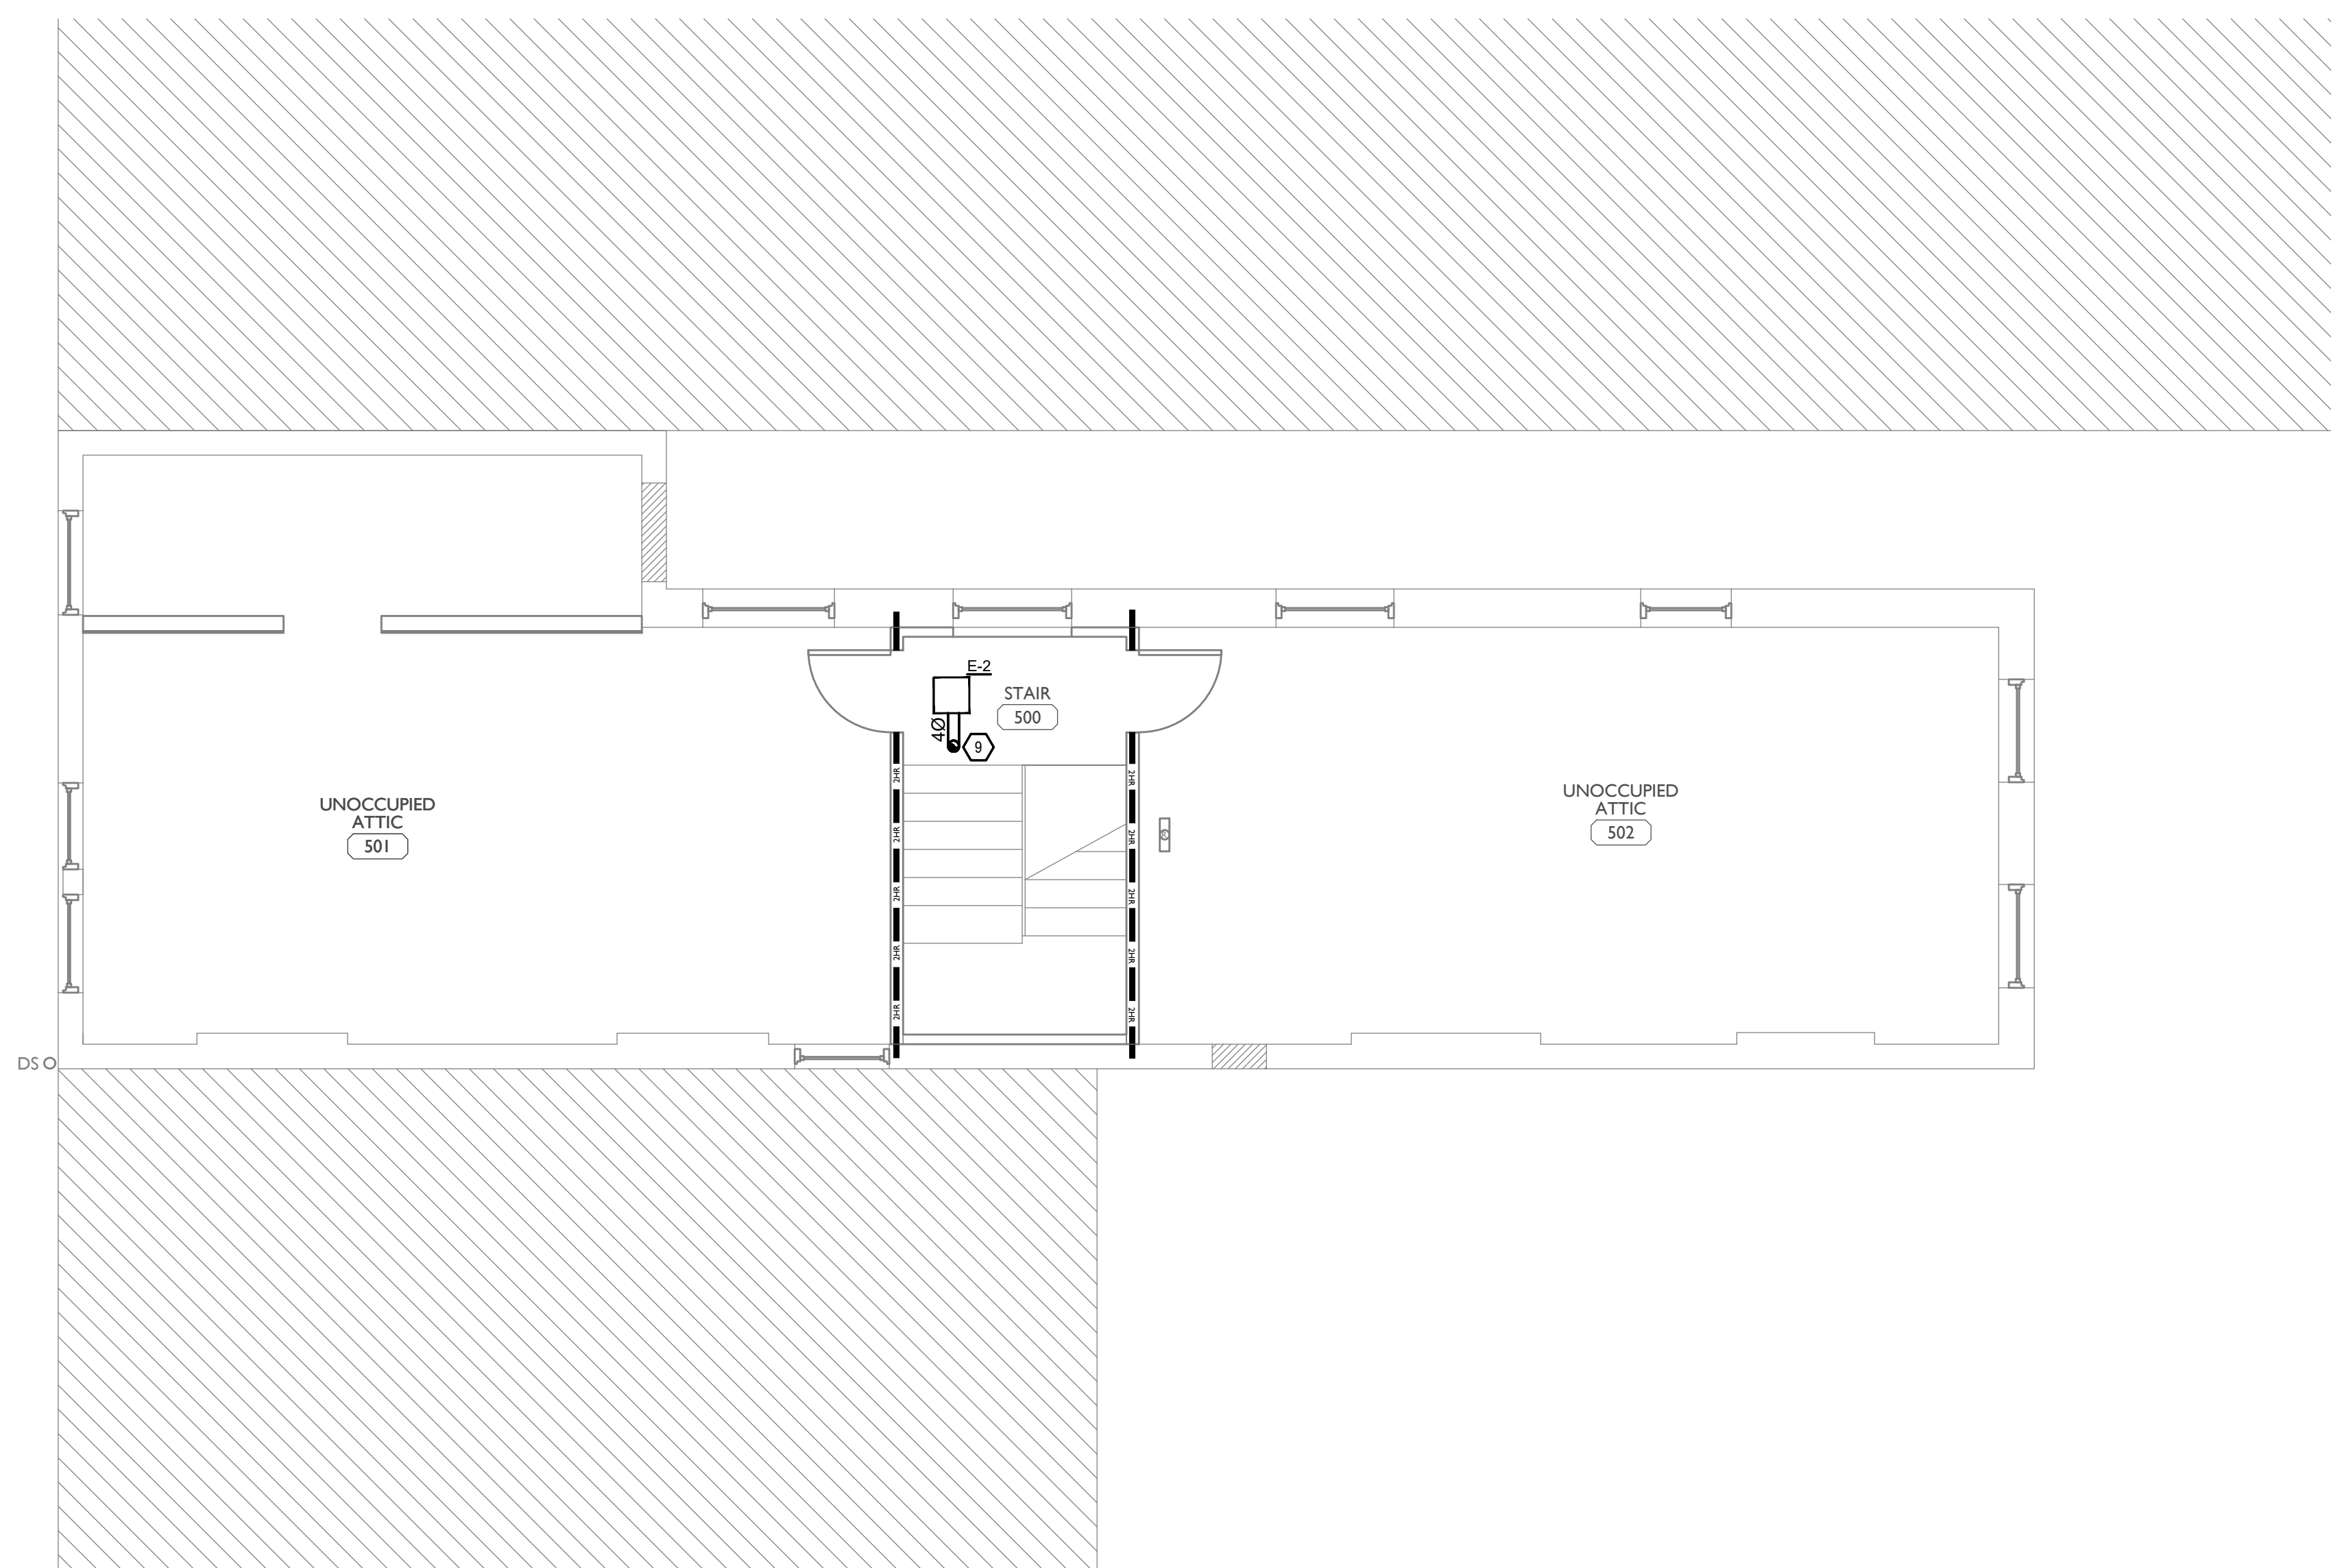 E-2
STAIR
500
4Ø
9
2HR
2HR
2HR
2HR
2HR
2HR
2HR
2HR
2HR
2HR
UNOCCUPIED
ATTIC
501
UNOCCUPIED
ATTIC
502
DS